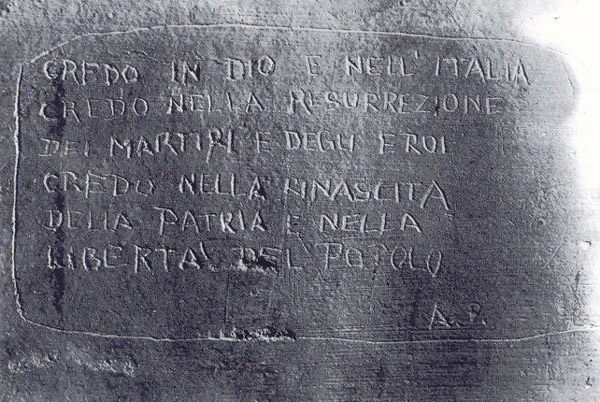 CREDO IN DIO E NELL'ITALIA
CREDO NELLA RESURREZIONE
DEI MARTIRI E DEGLI EROI
CREDO NELLA RINASCITA
DELLA PATRIA E NELLA
LIBERTA' DEL POPOLO
A. P.